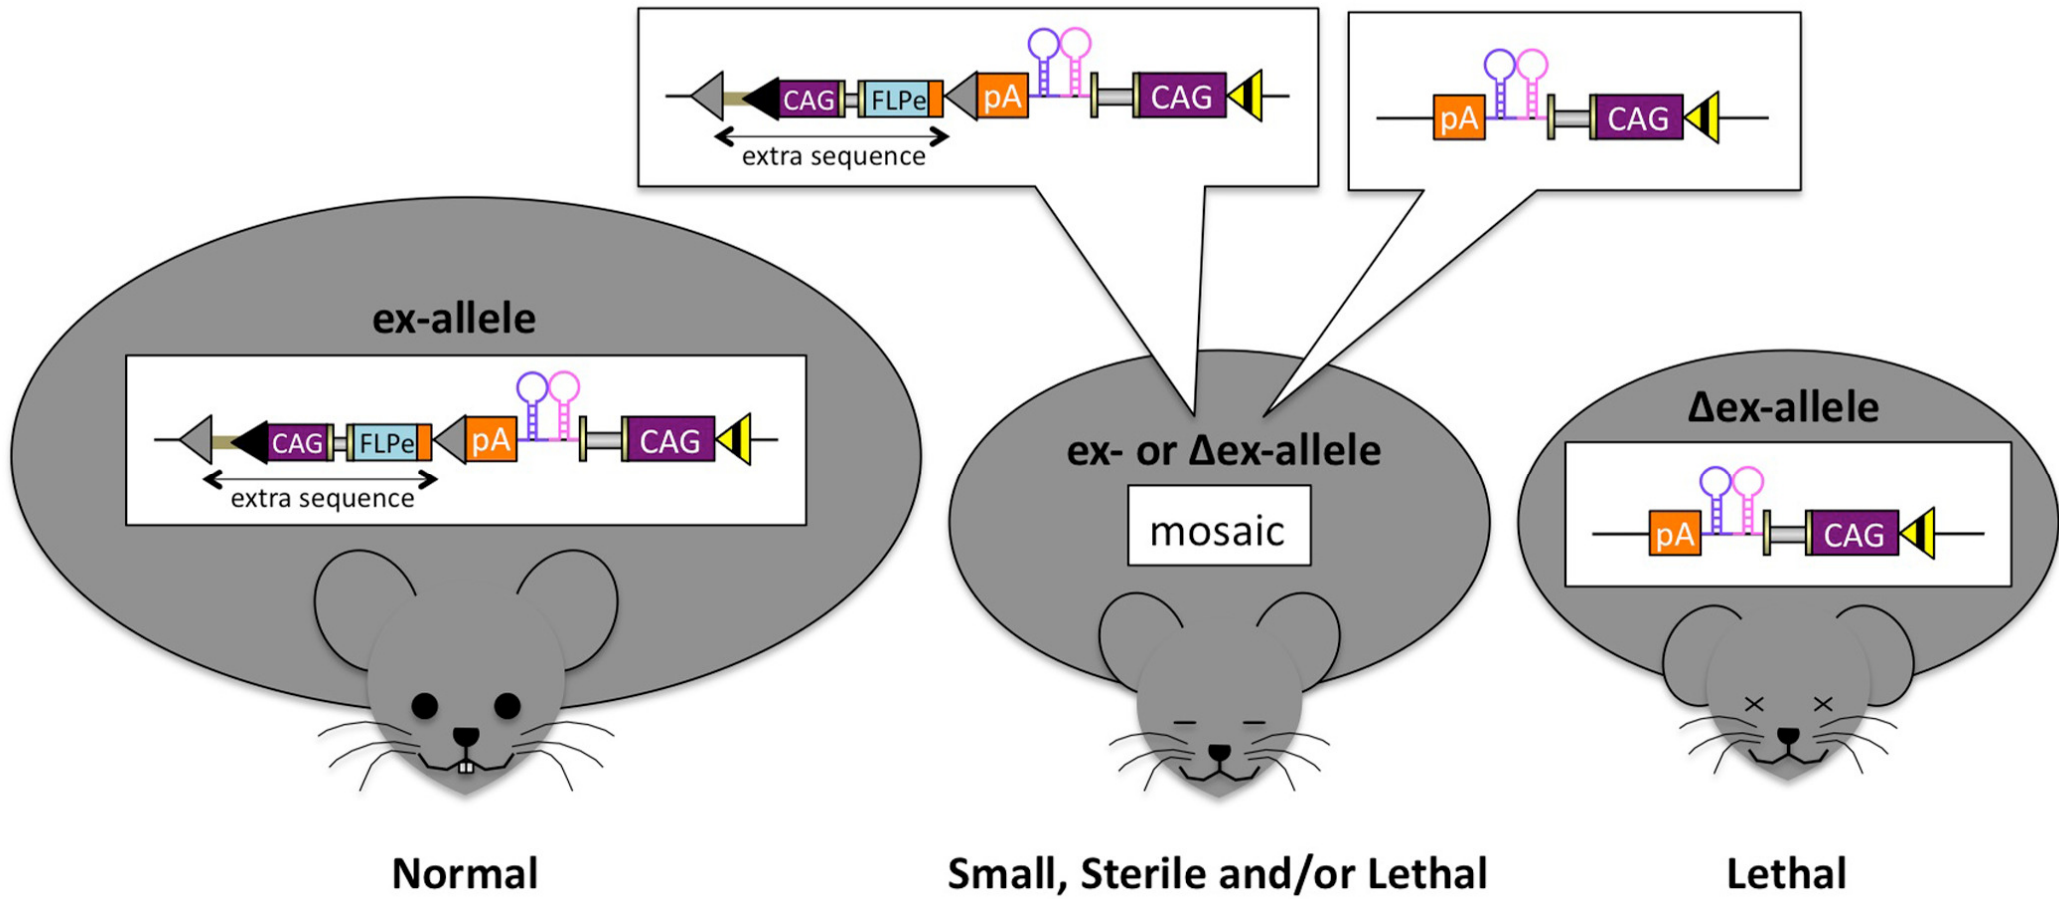 CAG FLPe pA CAG
extra sequence
pA CAG
ex-allele
CAG FLPe pA CAG
extra sequence
ex- or Δex-allele
mosaic
Δex-allele
pA CAG
Normal
Small, Sterile and/or Lethal
Lethal